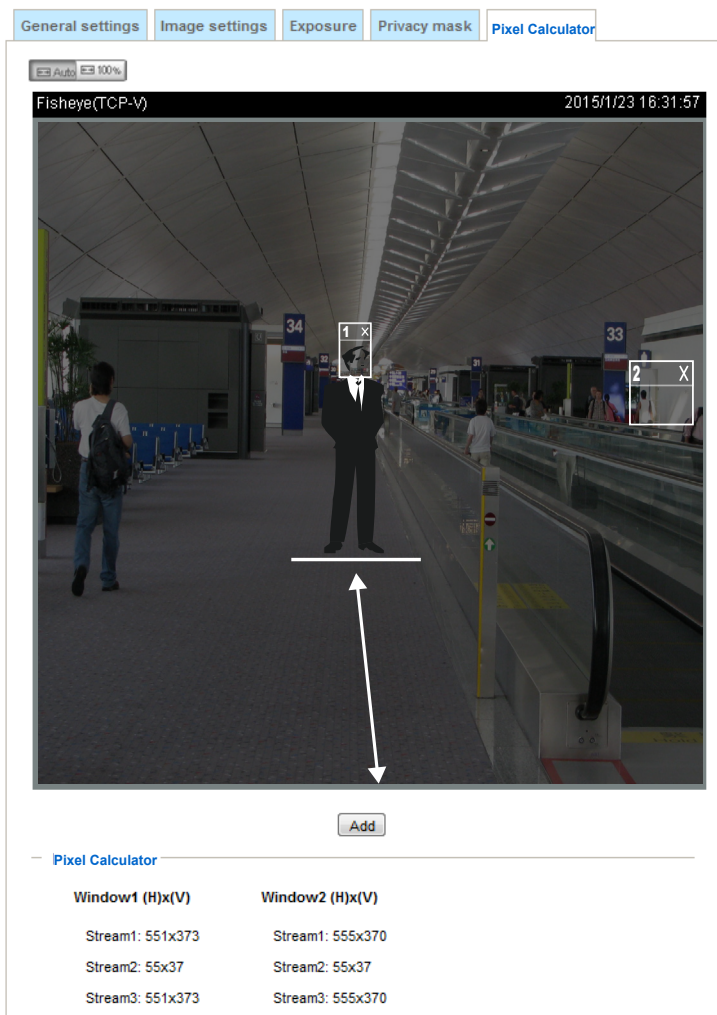 General settings Image settings Exposure Privacy mask Pixel Calculator
Auto 100%
Fisheye(TCP-V) 2015/1/23 16:31:57
34
1 X
33
32
31
2 X
Add
Pixel Calculator
Window1 (H)x(V) Window2 (H)x(V)
Stream1: 551x373 Stream1: 555x370
Stream2: 55x37 Stream2: 55x37
Stream3: 551x373 Stream3: 555x370